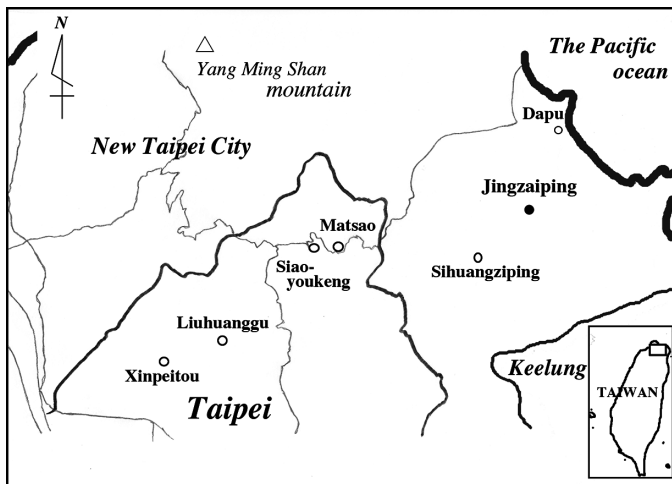 N
Yang Ming Shan
mountain
The Pacific
ocean
Dapu
New Taipei City
Jingzaiping
Matsao
Siao-
youkeng
Sihuangziping
Liuhuanggu
Xinpeitou
Keelung
Taipei
TAIWAN